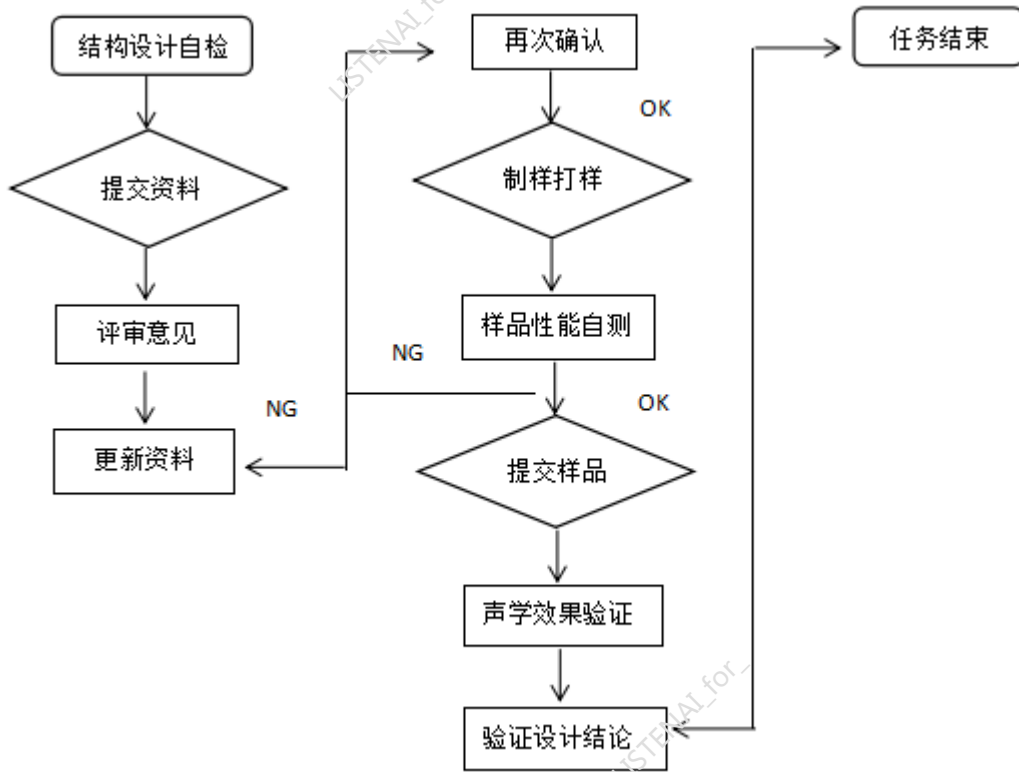 结构设计自检
提交资料
评审意见
更新资料
NG
再次确认
OK
制样打样
样品性能自测
NG
OK
提交样品
声学效果验证
验证设计结论
任务结束
LISTENAI_fo
LISTENAI_for_